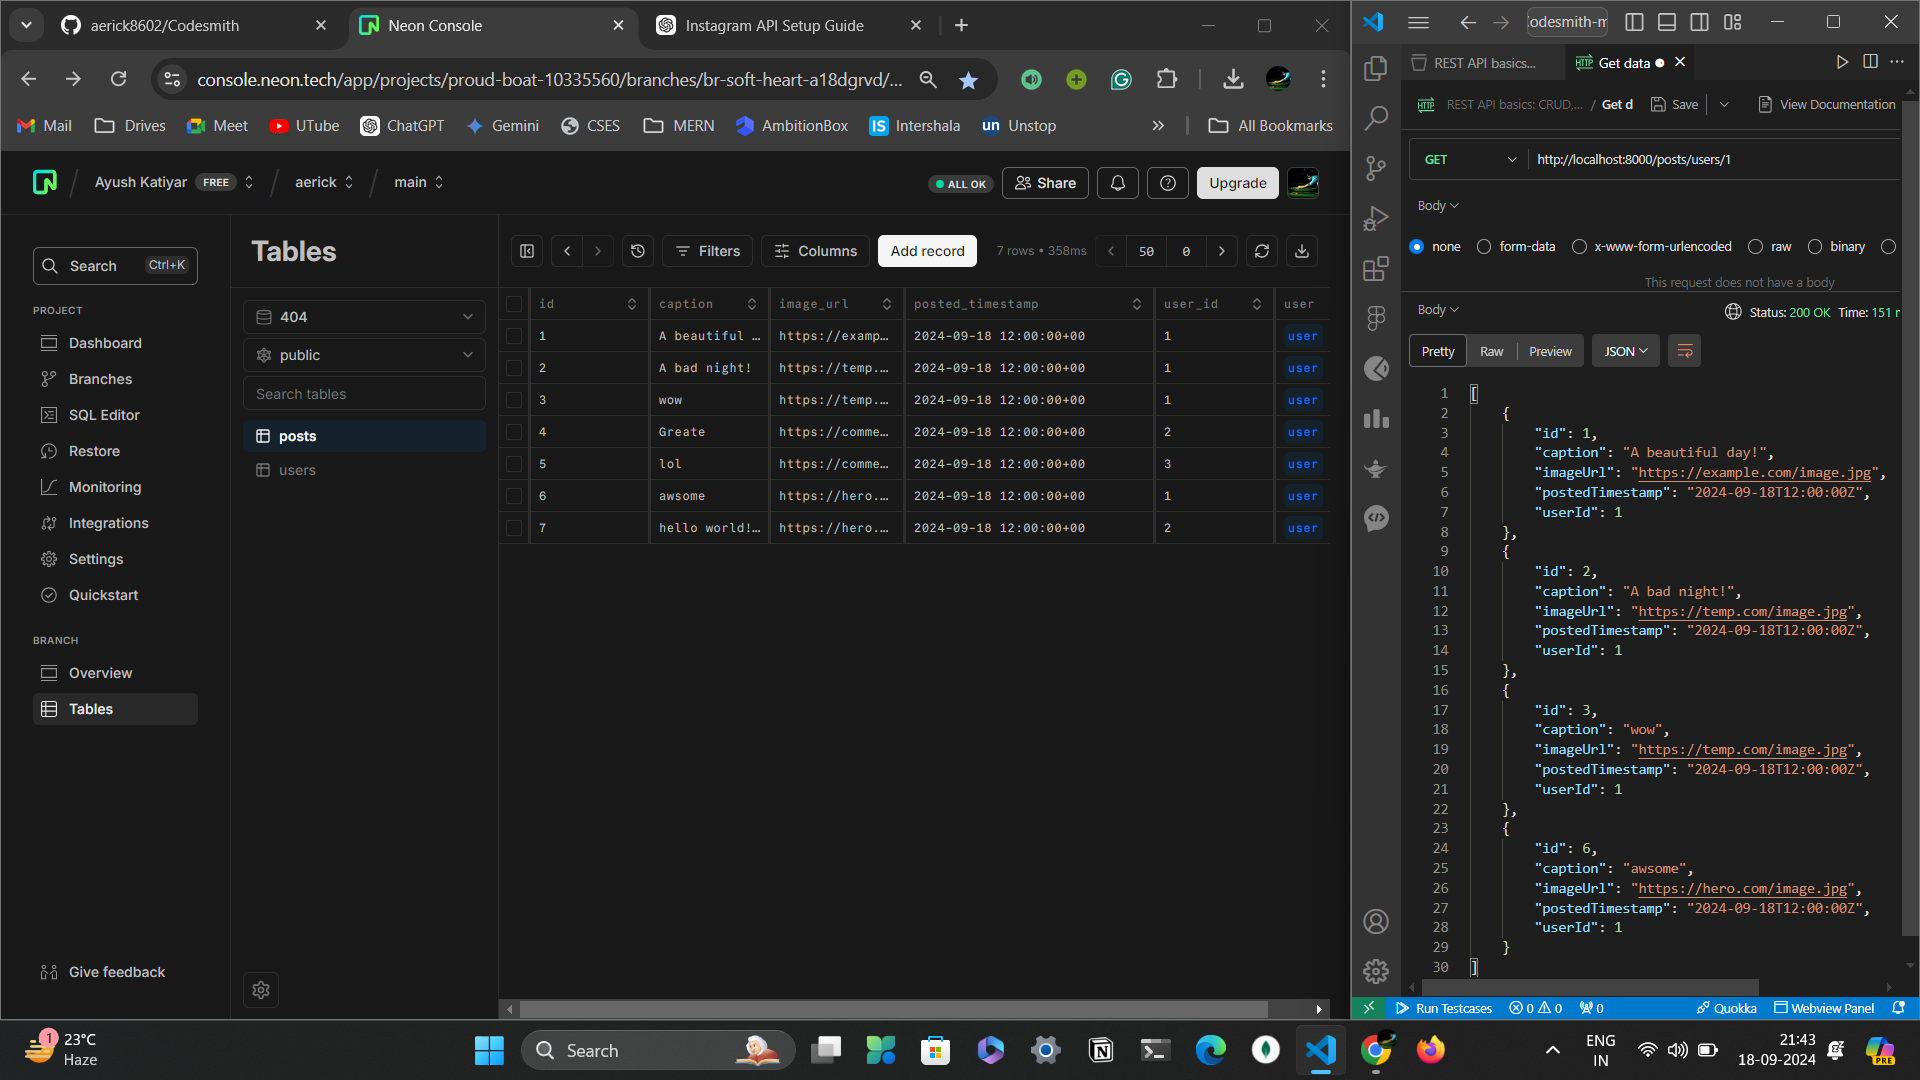 aerick8602/Codesmith
Neon Console
Instagram API Setup Guide
console.neon.tech/app/projects/proud-boat-10335560/branches/br-soft-heart-a18dgrvd/...
Mail
Drives
Meet
UTube
ChatGPT
Gemini
CSES
MERN
AmbitionBox
IS Intershala
un Unstop
All Bookmarks
Ayush Katiyar FREE
aerick
main
ALL OK
Share
Upgrade
Search Ctrl+K
PROJECT
Dashboard
Branches
SQL Editor
Restore
Monitoring
Integrations
Settings
Quickstart
BRANCH
Overview
Tables
Give feedback
Tables
404
public
Search tables
posts
users
Filters
Columns
Add record
7 rows • 358ms
50
0
id caption image_url posted_timestamp user_id user
1 A beautiful … https://examp… 2024-09-18 12:00:00+00 1 user
2 A bad night! https://temp.… 2024-09-18 12:00:00+00 1 user
3 wow https://temp.… 2024-09-18 12:00:00+00 1 user
4 Greate https://comme… 2024-09-18 12:00:00+00 2 user
5 lol https://comme… 2024-09-18 12:00:00+00 3 user
6 awsome https://hero.… 2024-09-18 12:00:00+00 1 user
7 hello world!… https://hero.… 2024-09-18 12:00:00+00 2 user
odesmith-m
REST API basics...
HTTP Get data
HTTP REST API basics: CRUD,... / Get d
Save
View Documentation
GET
http://localhost:8000/posts/users/1
Body
none
form-data
x-www-form-urlencoded
raw
binary
This request does not have a body
Body
Status: 200 OK Time: 151 m
Pretty
Raw
Preview
JSON
1 [
2 {
3 "id": 1,
4 "caption": "A beautiful day!",
5 "imageUrl": "https://example.com/image.jpg",
6 "postedTimestamp": "2024-09-18T12:00:00Z",
7 "userId": 1
8 },
9 {
10 "id": 2,
11 "caption": "A bad night!",
12 "imageUrl": "https://temp.com/image.jpg",
13 "postedTimestamp": "2024-09-18T12:00:00Z",
14 "userId": 1
15 },
16 {
17 "id": 3,
18 "caption": "wow",
19 "imageUrl": "https://temp.com/image.jpg",
20 "postedTimestamp": "2024-09-18T12:00:00Z",
21 "userId": 1
22 },
23 {
24 "id": 6,
25 "caption": "awsome",
26 "imageUrl": "https://hero.com/image.jpg",
27 "postedTimestamp": "2024-09-18T12:00:00Z",
28 "userId": 1
29 }
30 ]
Run Testcases
0 0
0
Quokka
Webview Panel
1
23°C
Haze
Search
ENG
IN
21:43
18-09-2024
PRE